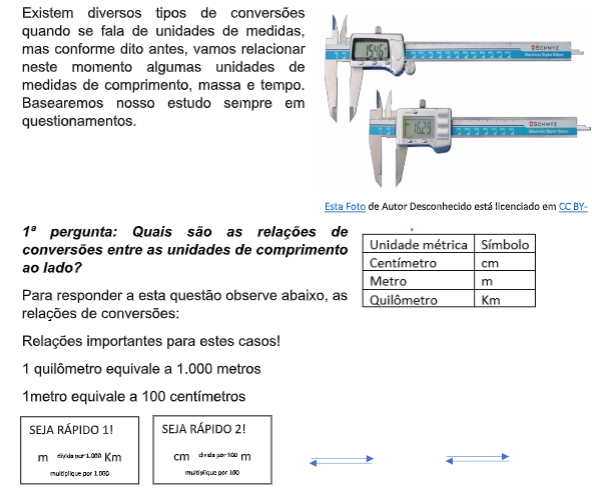 Existem diversos tipos de conversões
quando se fala de unidades de medidas,
mas conforme dito antes, vamos relacionar
neste momento algumas unidades de
medidas de comprimento, massa e tempo.
Basearemos nosso estudo sempre em
questionamentos.
SCHWYZ
SCHWYZ
Esta Foto de Autor Desconhecido está licenciado em CC BY-
1ª pergunta: Quais são as relações de
conversões entre as unidades de comprimento
ao lado?
Unidade métrica Símbolo
Centímetro cm
Metro m
Quilômetro Km
Para responder a esta questão observe abaixo, as
relações de conversões:
Relações importantes para estes casos!
1 quilômetro equivale a 1.000 metros
1metro equivale a 100 centímetros
SEJA RÁPIDO 1!
m divida por 1.000 Km
multiplique por 1.000
SEJA RÁPIDO 2!
cm divida por 100 m
multiplique por 100